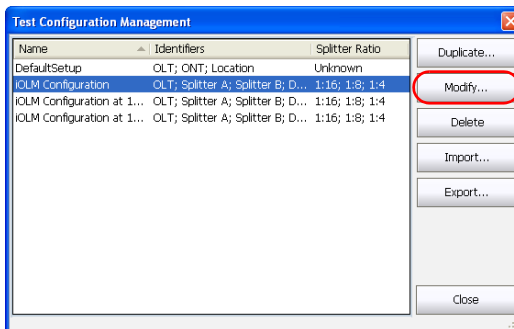 Test Configuration Management
Name Identifiers Splitter Ratio
DefaultSetup OLT; ONT; Location Unknown
iOLM Configuration OLT; Splitter A; Splitter B; D... 1:16; 1:8; 1:4
iOLM Configuration at 1... OLT; Splitter A; Splitter B; D... 1:16; 1:8; 1:4
iOLM Configuration at 1... OLT; Splitter A; Splitter B; D... 1:16; 1:8; 1:4
Duplicate...
Modify...
Delete
Import...
Export...
Close